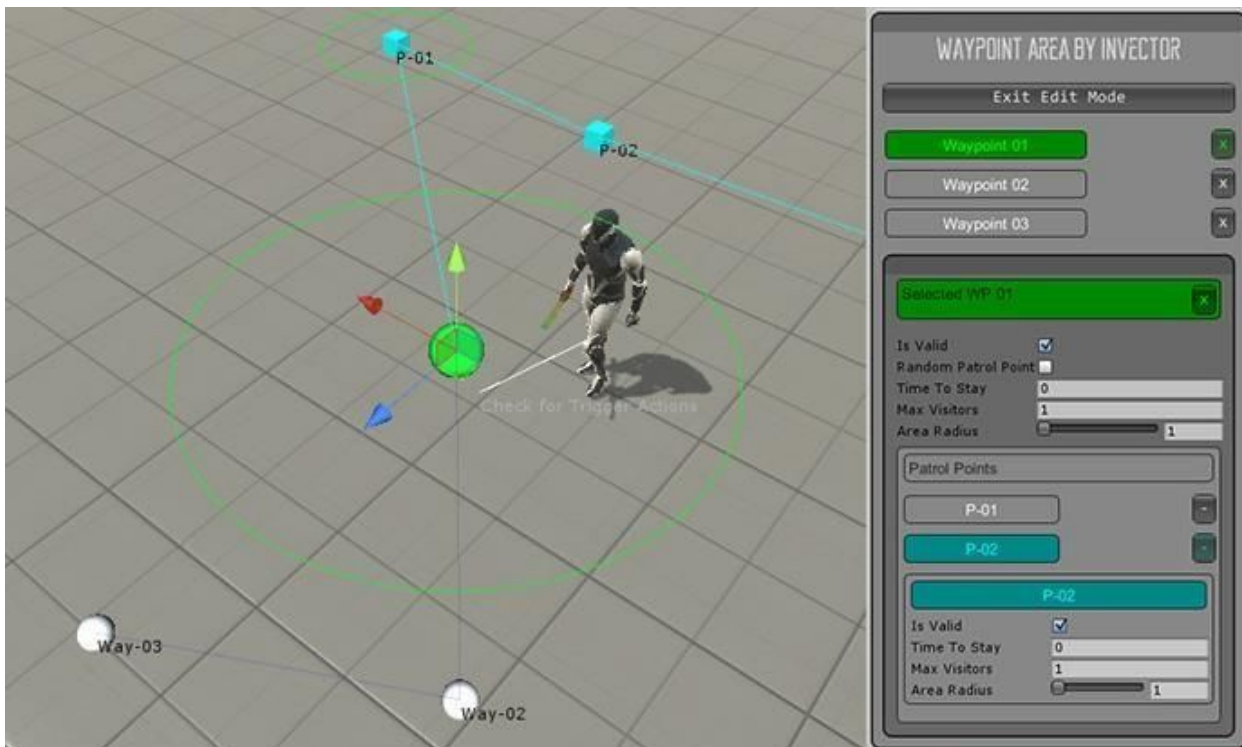 P-01
P-02
Check for Trigger Actions
Way-03
Way-02
WAYPOINT AREA BY INVECTOR
Exit Edit Mode
Waypoint 01 x
Waypoint 02 x
Waypoint 03 x
Selected WP 01 x
Is Valid
Random Patrol Point
Time To Stay 0
Max Visitors 1
Area Radius 1
Patrol Points
P-01 -
P-02 -
P-02
Is Valid
Time To Stay 0
Max Visitors 1
Area Radius 1